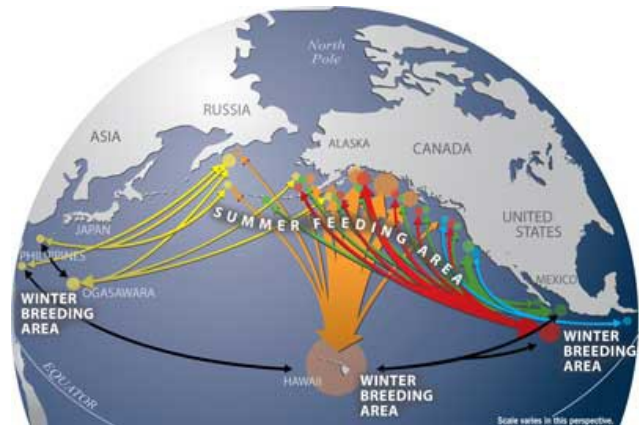 North
Pole
RUSSIA
ASIA
ALASKA
CANADA
SUMMER FEEDING AREA
UNITED
STATES
JAPAN
PHILIPPINES
MEXICO
OGASAWARA
WINTER
BREEDING
AREA
WINTER
BREEDING
AREA
HAWAII
WINTER
BREEDING
AREA
EQUATOR
Scale varies in this perspective.